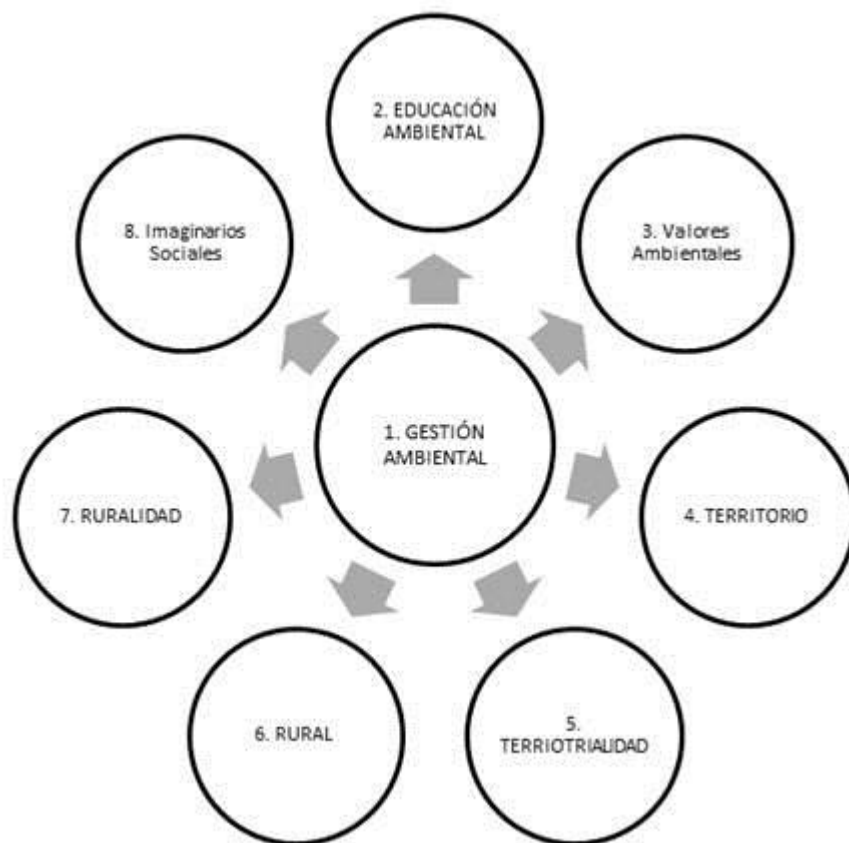 2. EDUCACIÓN
AMBIENTAL
8. Imaginarios
Sociales
3. Valores
Ambientales
1. GESTIÓN
AMBIENTAL
7. RURALIDAD
4. TERRITORIO
6. RURAL
5.
TERRIOTRIALIDAD